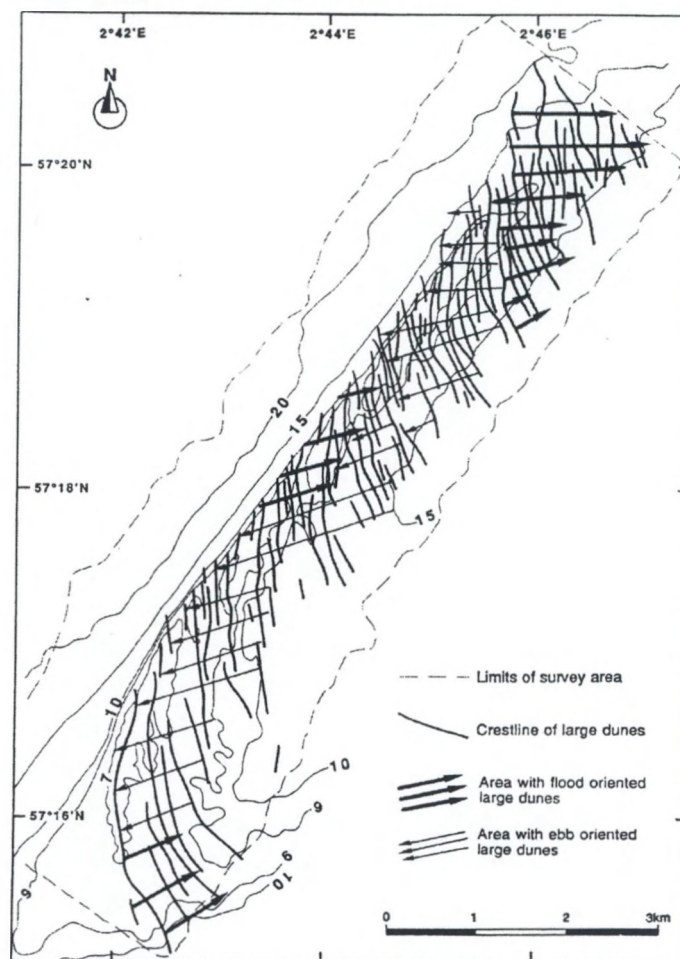 2°42'E 2°44'E 2°46'E
N
57°20'N
20
15
57°18'N
15
Limits of survey area
10
Crestline of large dunes
10
7
Area with flood oriented
large dunes
9
57°16'N
Area with ebb oriented
large dunes
9
9
10
0 1 2 3km